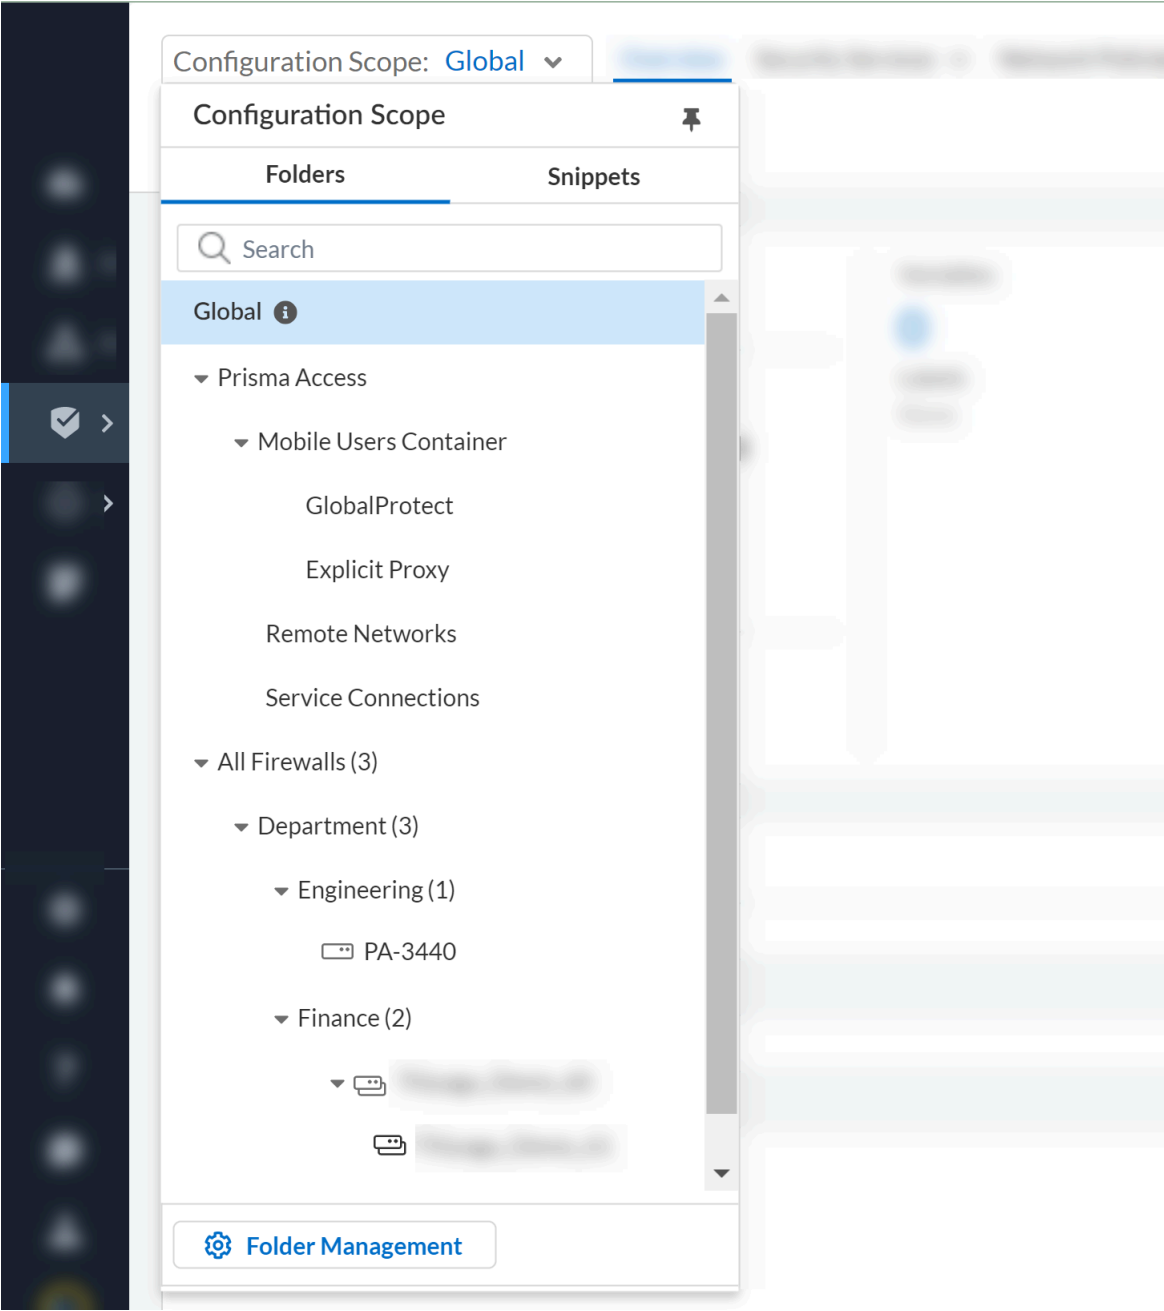 Configuration Scope: Global
Configuration Scope
Folders Snippets
Search
Global
Prisma Access
Mobile Users Container
GlobalProtect
Explicit Proxy
Remote Networks
Service Connections
All Firewalls (3)
Department (3)
Engineering (1)
PA-3440
Finance (2)
Folder Management